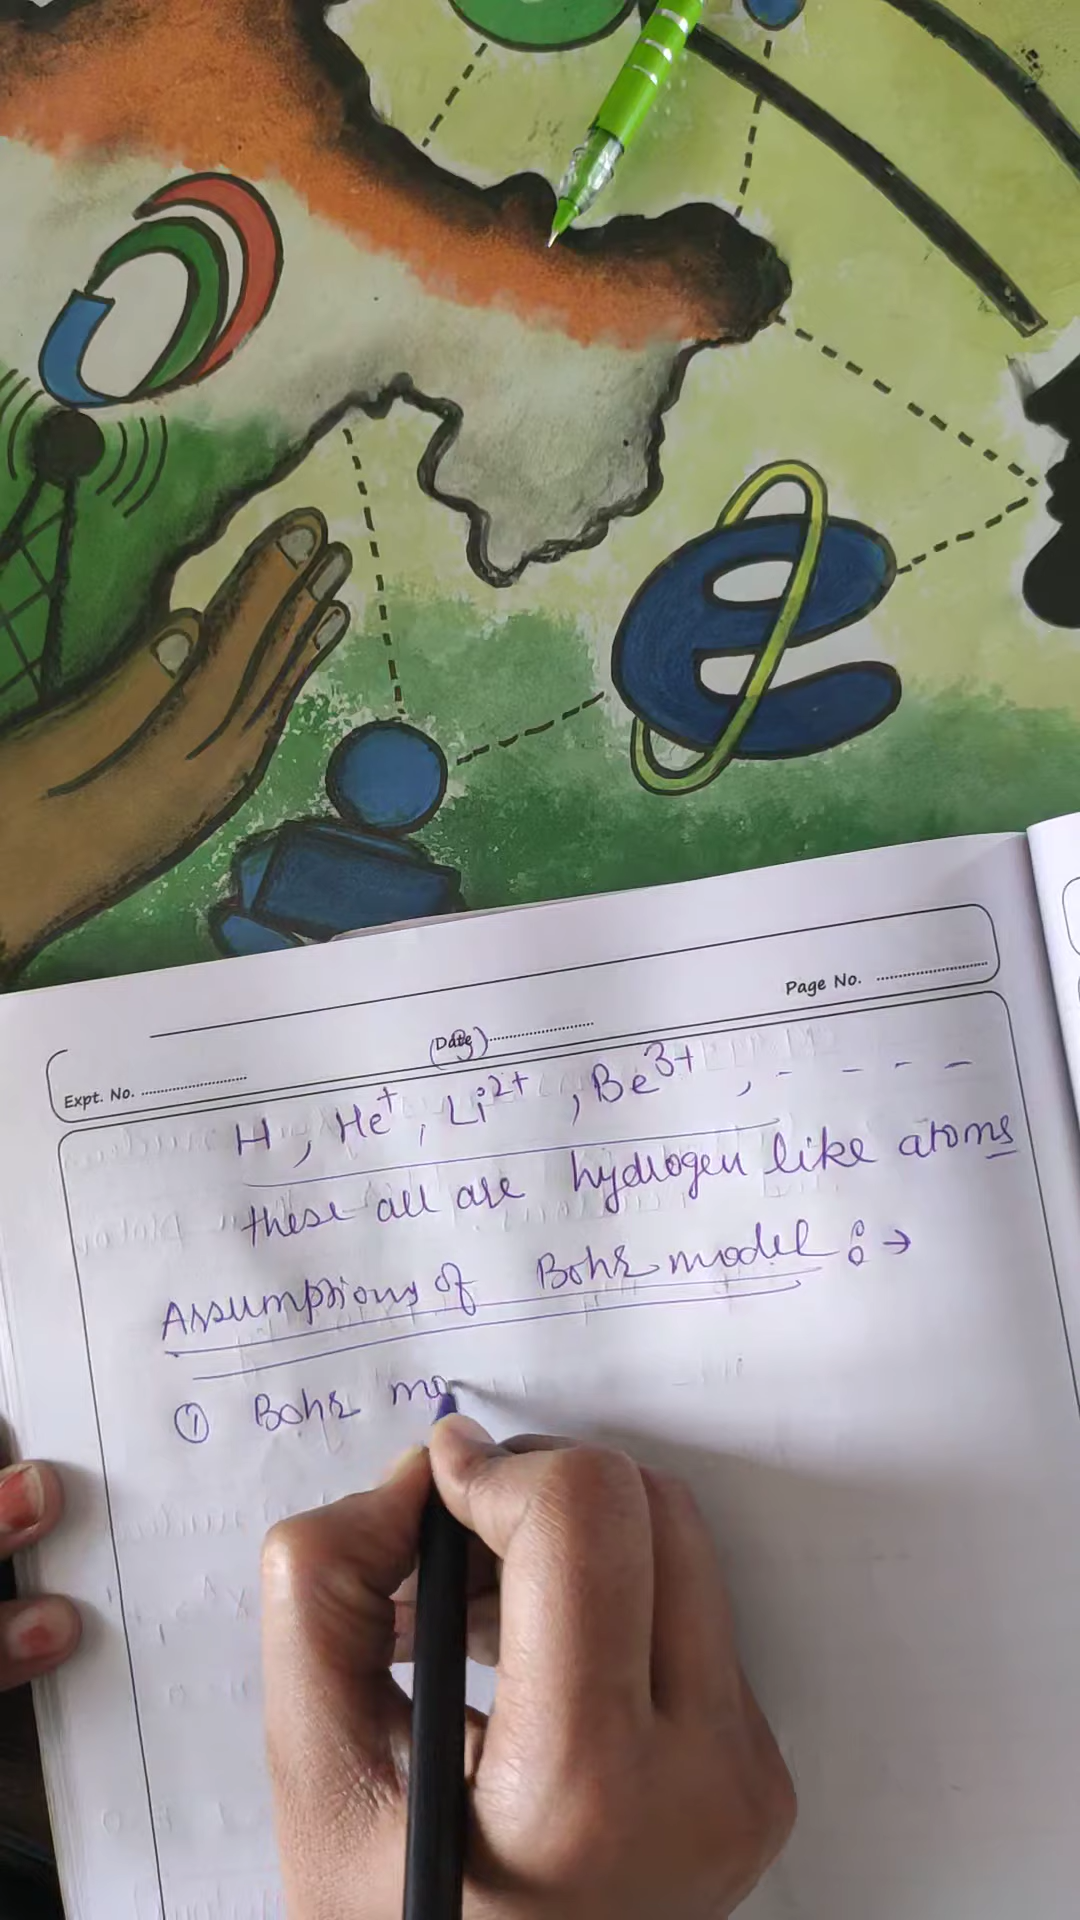 Page No.
(Date)
Expt. No.
H, He⁺, Li²⁺, Be³⁺, - - - -
these all are hydrogen like atoms
Assumptions of Bohr model :→
① Bohr mo